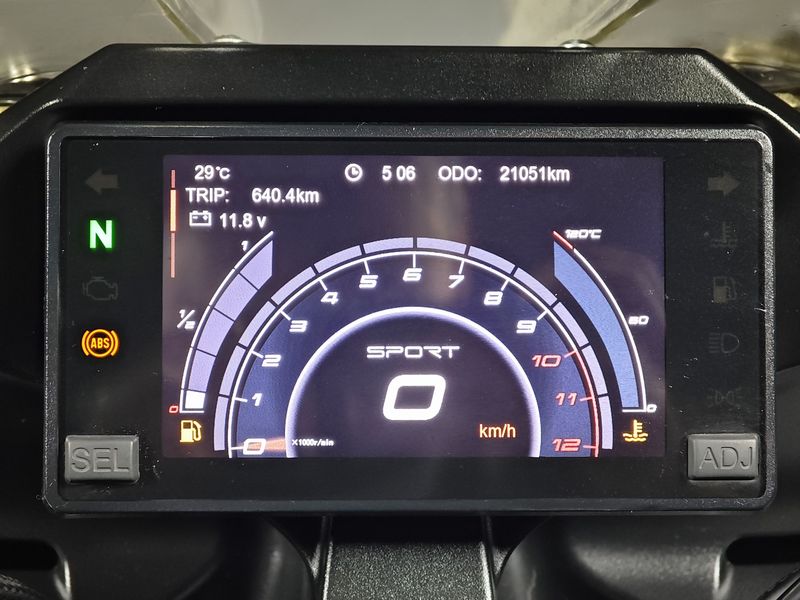 29°C 5 06 ODO: 21051km
TRIP: 640.4km
11.8 v
N
ABS
1
1/2
0
120°C
80
0
0
1
2
3
4
5
6
7
8
9
10
11
12
SPORT
0
km/h
X1000r/min
SEL
ADJ